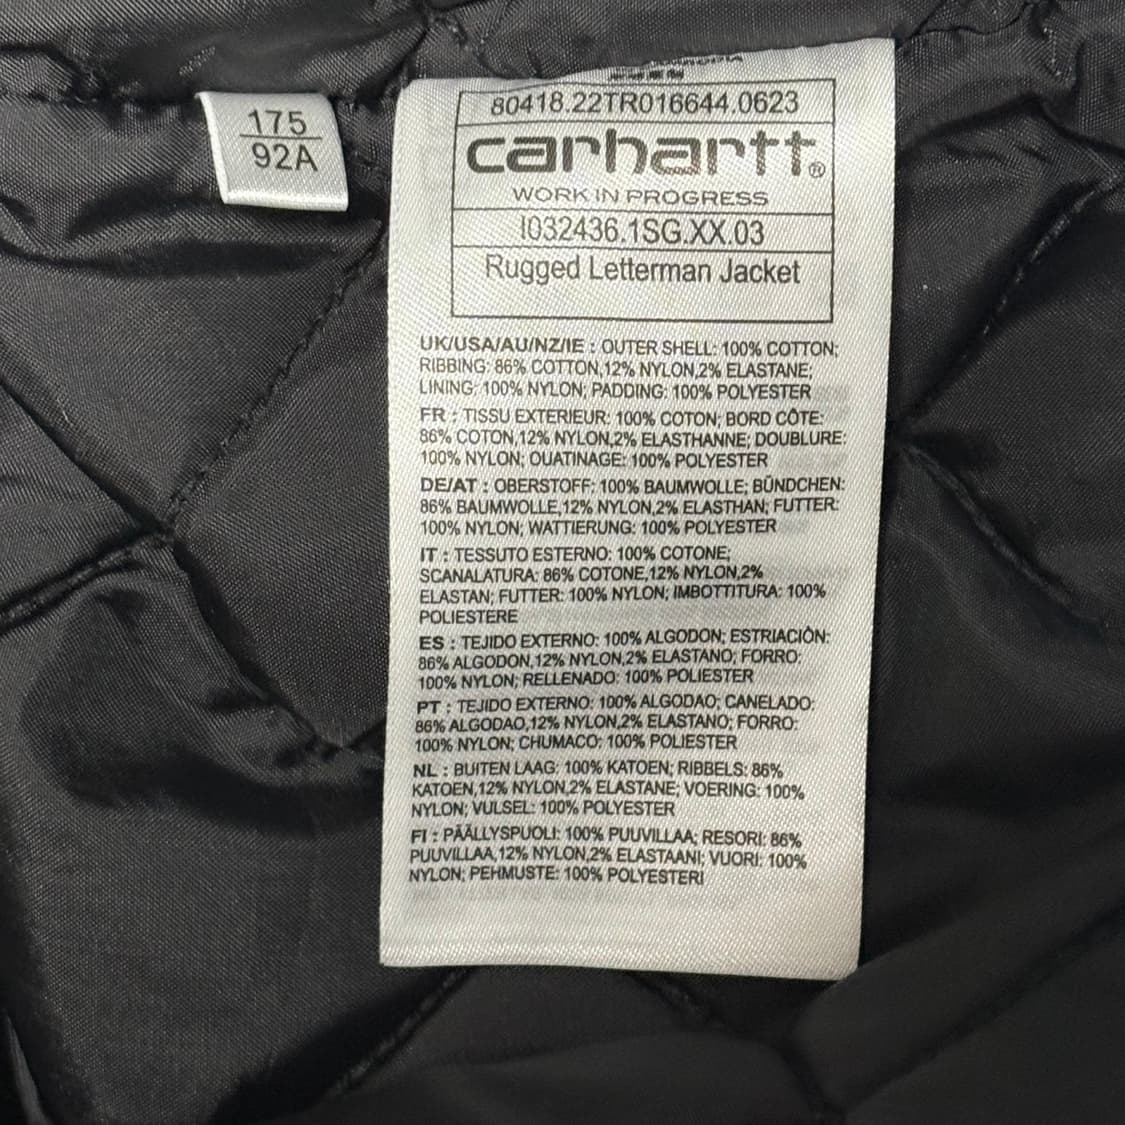 175
92A
80418.22TR016644.0623
carhartt®
WORK IN PROGRESS
I032436.1SG.XX.03
Rugged Letterman Jacket
UK/USA/AU/NZ/IE : OUTER SHELL: 100% COTTON;
RIBBING: 86% COTTON,12% NYLON,2% ELASTANE;
LINING: 100% NYLON; PADDING: 100% POLYESTER
FR : TISSU EXTERIEUR: 100% COTON; BORD CÔTE:
86% COTON,12% NYLON,2% ELASTHANNE; DOUBLURE:
100% NYLON; OUATINAGE: 100% POLYESTER
DE/AT : OBERSTOFF: 100% BAUMWOLLE; BÜNDCHEN:
86% BAUMWOLLE,12% NYLON,2% ELASTHAN; FUTTER:
100% NYLON; WATTIERUNG: 100% POLYESTER
IT : TESSUTO ESTERNO: 100% COTONE;
SCANALATURA: 86% COTONE,12% NYLON,2%
ELASTAN; FUTTER: 100% NYLON; IMBOTTITURA: 100%
POLIESTERE
ES : TEJIDO EXTERNO: 100% ALGODON; ESTRIACIÒN:
86% ALGODON,12% NYLON,2% ELASTANO; FORRO:
100% NYLON; RELLENADO: 100% POLIESTER
PT : TEJIDO EXTERNO: 100% ALGODAO; CANELADO:
86% ALGODAO,12% NYLON,2% ELASTANO; FORRO:
100% NYLON; CHUMACO: 100% POLIESTER
NL : BUITEN LAAG: 100% KATOEN; RIBBELS: 86%
KATOEN,12% NYLON,2% ELASTANE; VOERING: 100%
NYLON; VULSEL: 100% POLYESTER
FI : PÄÄLLYSPUOLI: 100% PUUVILLAA; RESORI: 86%
PUUVILLAA,12% NYLON,2% ELASTAANI; VUORI: 100%
NYLON; PEHMUSTE: 100% POLYESTERI